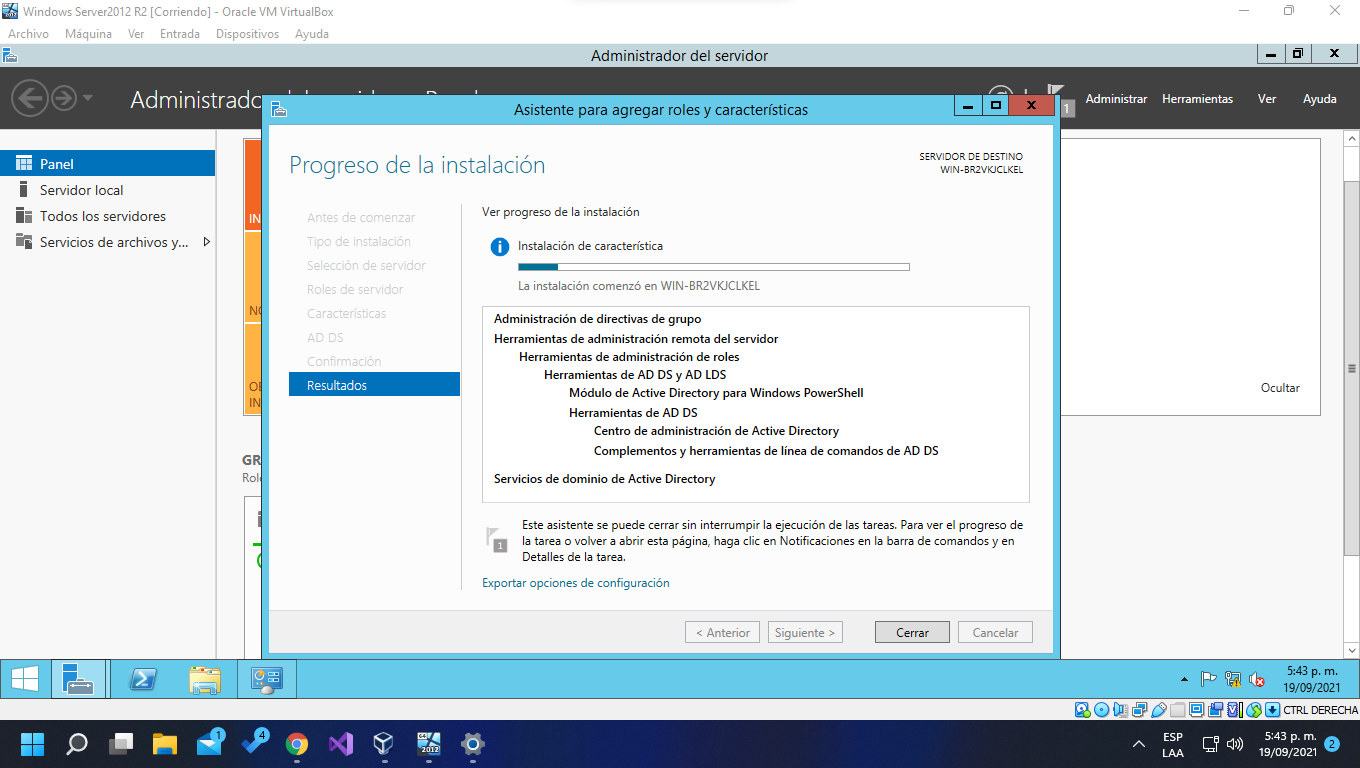 Windows Server2012 R2 [Corriendo] - Oracle VM VirtualBox
Archivo Máquina Ver Entrada Dispositivos Ayuda
Administrador del servidor
Administrar Herramientas Ver Ayuda
1
Asistente para agregar roles y características
Panel
Servidor local
Todos los servidores
Servicios de archivos y...
Progreso de la instalación
SERVIDOR DE DESTINO
WIN-BR2VKJCLKEL
Antes de comenzar
Tipo de instalación
Selección de servidor
Roles de servidor
Características
AD DS
Confirmación
Resultados
Ver progreso de la instalación
Instalación de característica
La instalación comenzó en WIN-BR2VKJCLKEL
Administración de directivas de grupo
Herramientas de administración remota del servidor
Herramientas de administración de roles
Herramientas de AD DS y AD LDS
Módulo de Active Directory para Windows PowerShell
Herramientas de AD DS
Centro de administración de Active Directory
Complementos y herramientas de línea de comandos de AD DS
Servicios de dominio de Active Directory
1
Este asistente se puede cerrar sin interrumpir la ejecución de las tareas. Para ver el progreso de
la tarea o volver a abrir esta página, haga clic en Notificaciones en la barra de comandos y en
Detalles de la tarea.
Exportar opciones de configuración
< Anterior Siguiente > Cerrar Cancelar
Ocultar
5:43 p. m.
19/09/2021
CTRL DERECHA
1
4
2012
ESP
LAA
5:43 p. m.
19/09/2021
2